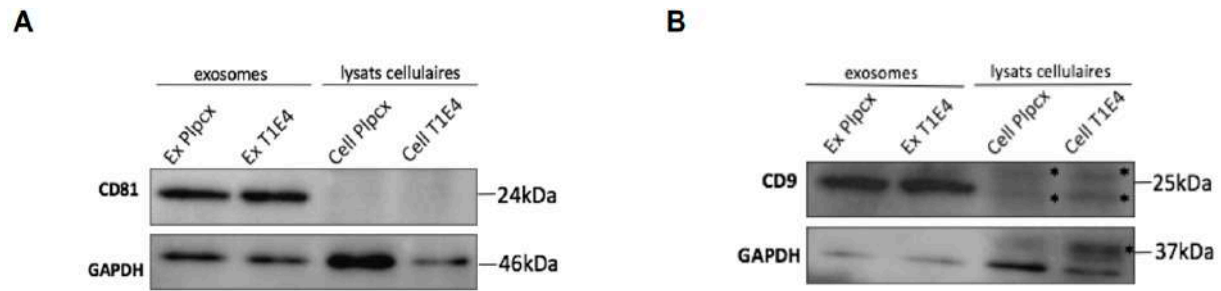 A
exosomes
lysats cellulaires
Ex Plpcx
Ex T1E4
Cell Plpcx
Cell T1E4
CD81
24kDa
GAPDH
46kDa
B
exosomes
lysats cellulaires
Ex Plpcx
Ex T1E4
Cell Plpcx
Cell T1E4
CD9
* *
25kDa
* *
GAPDH
*
37kDa